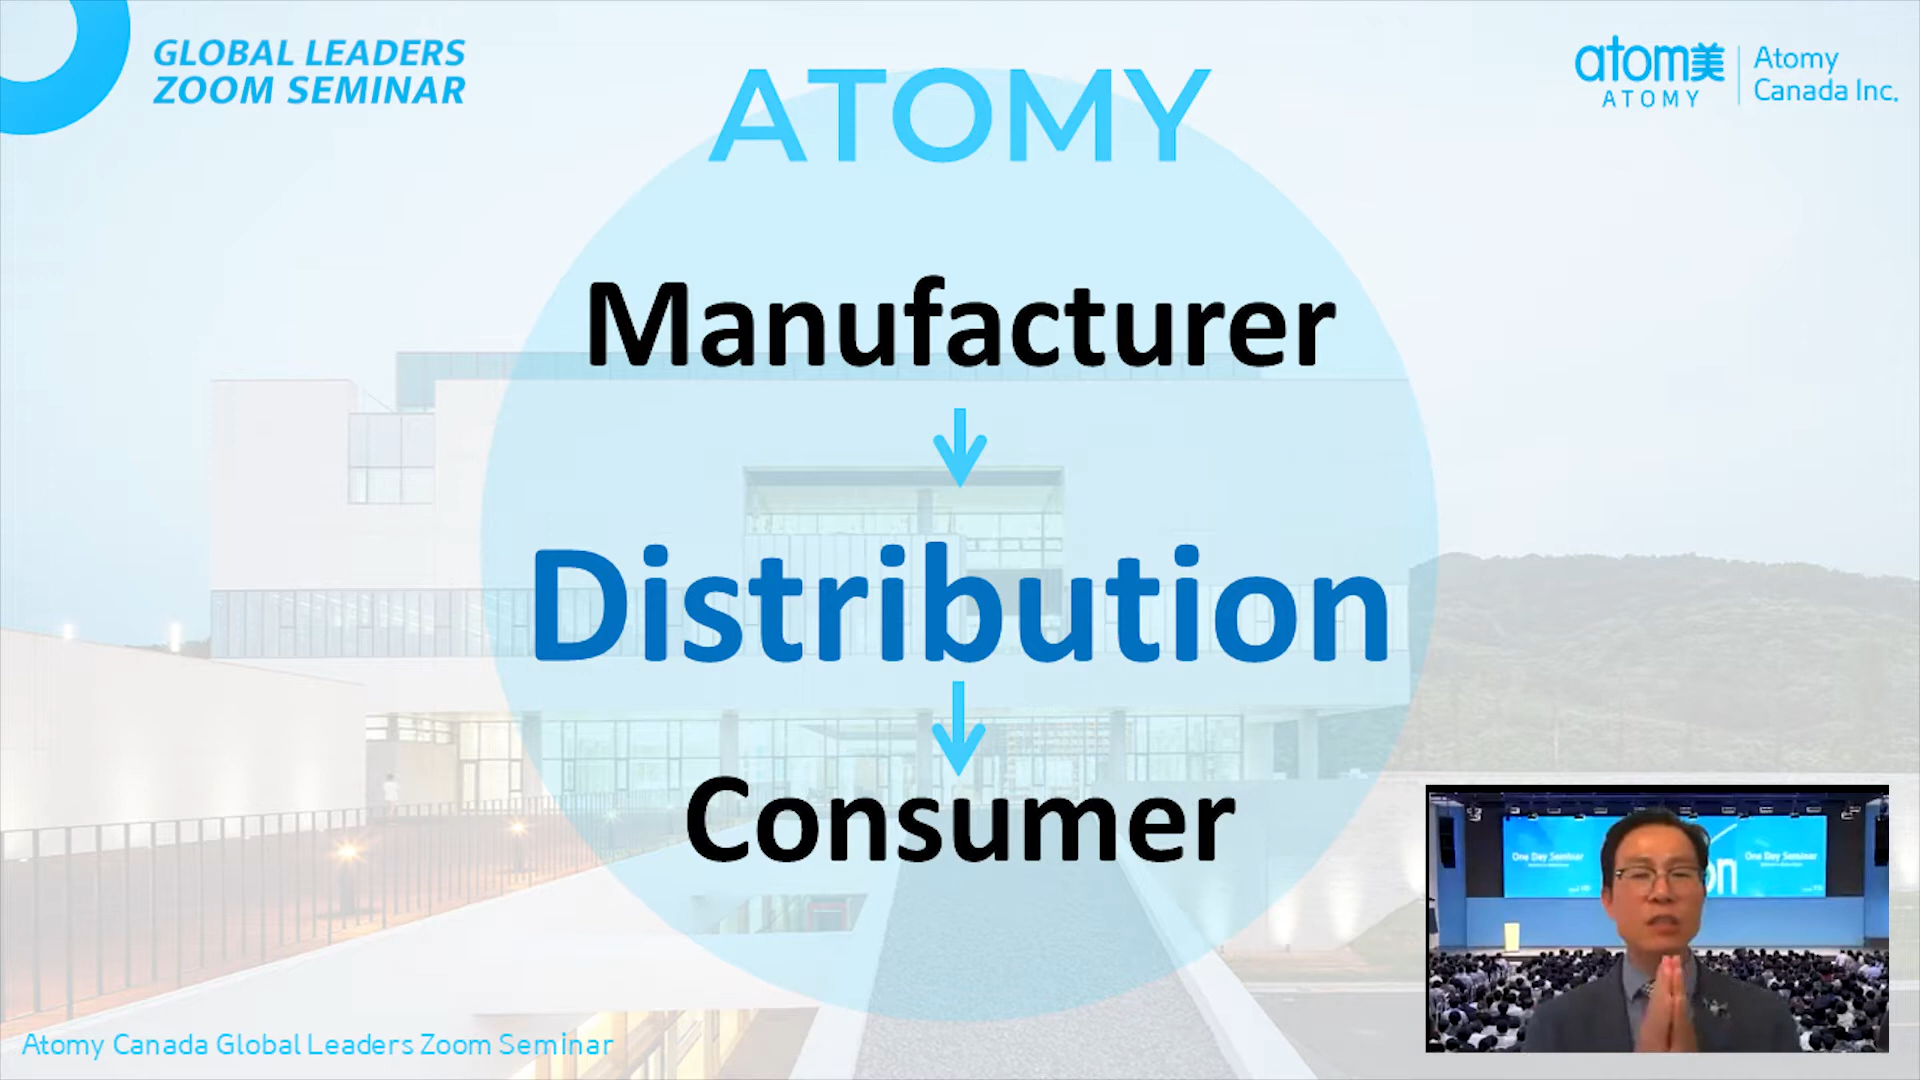 GLOBAL LEADERS
ZOOM SEMINAR
ATOMY
atom美
ATOMY
Atomy
Canada Inc.
Manufacturer
Distribution
Consumer
One Day Seminar
on
One Day Seminar
Atomy Canada Global Leaders Zoom Seminar